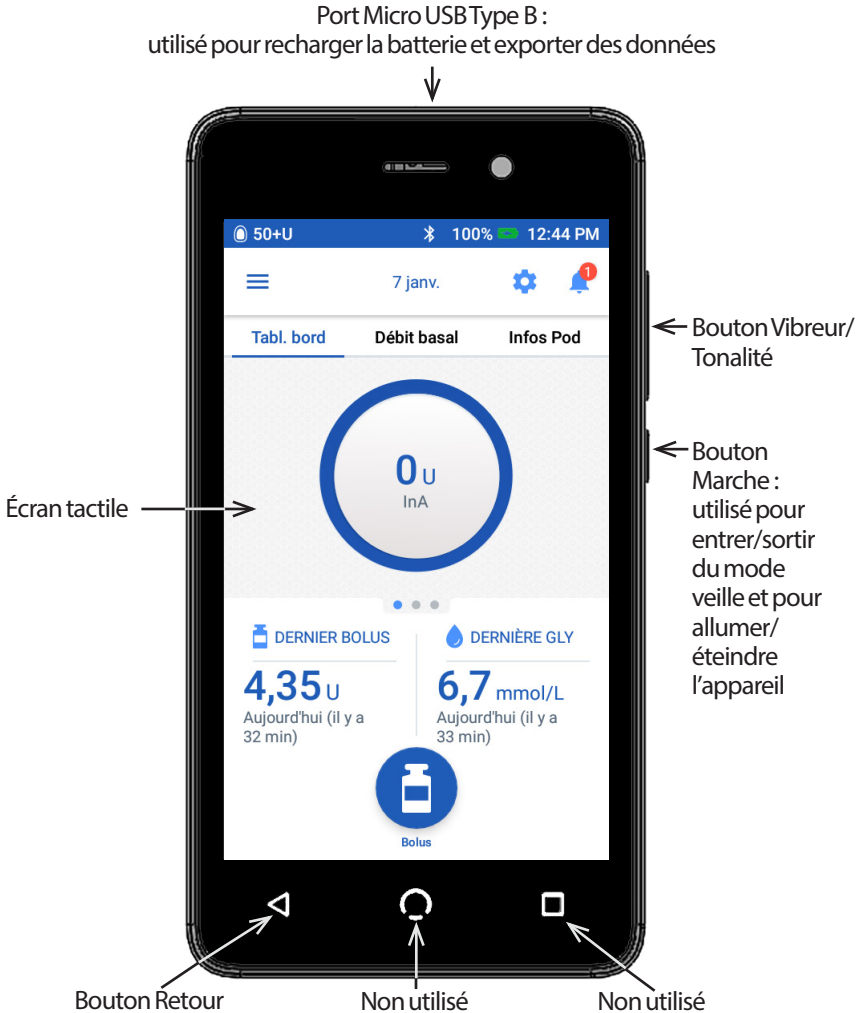 Port Micro USB Type B :
utilisé pour recharger la batterie et exporter des données
50+U
100%
12:44 PM
7 janv.
1
Tabl. bord
Débit basal
Infos Pod
Bouton Vibreur/
Tonalité
0 U
InA
Bouton
Marche :
utilisé pour
entrer/sortir
du mode
veille et pour
allumer/
éteindre
l'appareil
Écran tactile
DERNIER BOLUS
4,35 U
Aujourd'hui (il y a
32 min)
DERNIÈRE GLY
6,7 mmol/L
Aujourd'hui (il y a
33 min)
Bolus
Bouton Retour
Non utilisé
Non utilisé